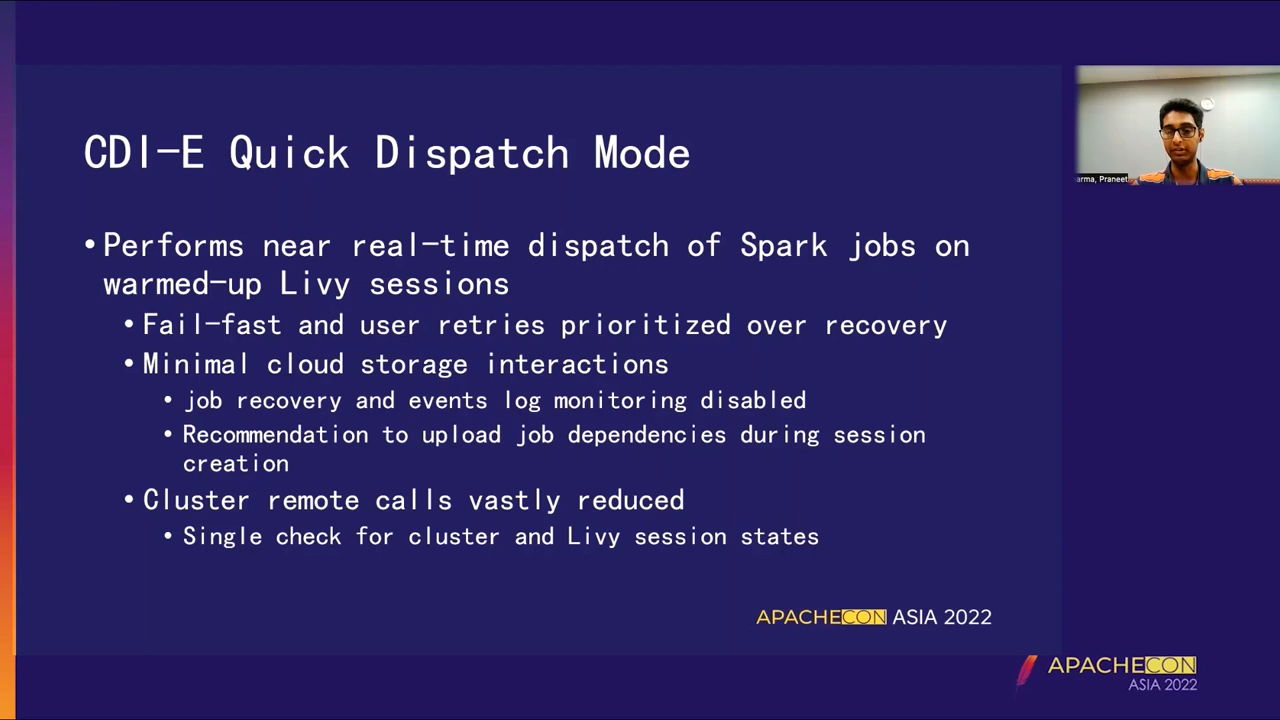 CDI-E Quick Dispatch Mode
• Performs near real-time dispatch of Spark jobs on
warmed-up Livy sessions
• Fail-fast and user retries prioritized over recovery
• Minimal cloud storage interactions
• job recovery and events log monitoring disabled
• Recommendation to upload job dependencies during session
creation
• Cluster remote calls vastly reduced
• Single check for cluster and Livy session states
APACHECON ASIA 2022
arma, Praneet
APACHECON
ASIA 2022